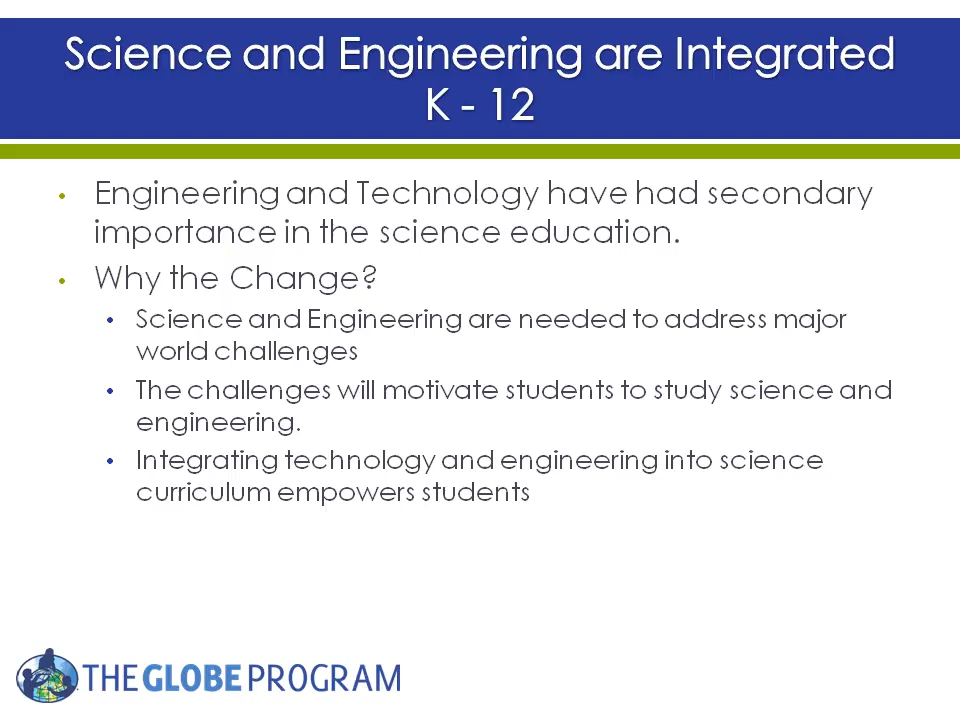 Science and Engineering are Integrated
K - 12
• Engineering and Technology have had secondary
importance in the science education.
• Why the Change?
• Science and Engineering are needed to address major
world challenges
• The challenges will motivate students to study science and
engineering.
• Integrating technology and engineering into science
curriculum empowers students
THE GLOBE PROGRAM